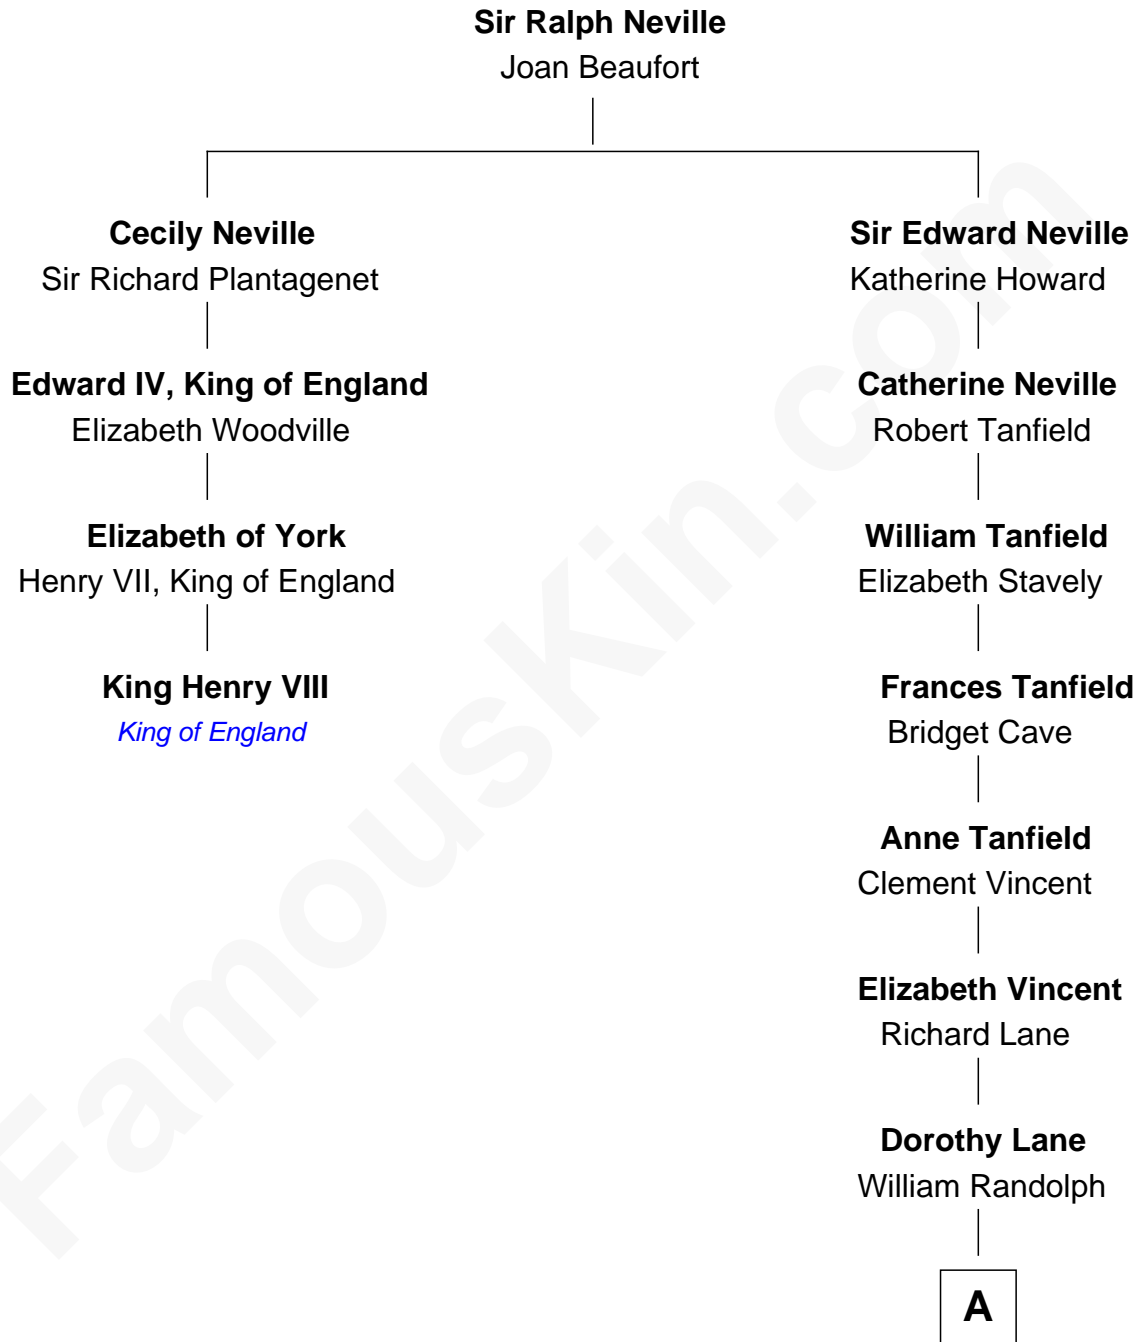 Sir Ralph Neville
Joan Beaufort
Cecily Neville
Sir Richard Plantagenet
Sir Edward Neville
Katherine Howard
Edward IV, King of England
Elizabeth Woodville
Catherine Neville
Robert Tanfield
Elizabeth of York
Henry VII, King of England
William Tanfield
Elizabeth Stavely
King Henry VIII
King of England
Frances Tanfield
Bridget Cave
Anne Tanfield
Clement Vincent
Elizabeth Vincent
Richard Lane
Dorothy Lane
William Randolph
A
FamousKin.com